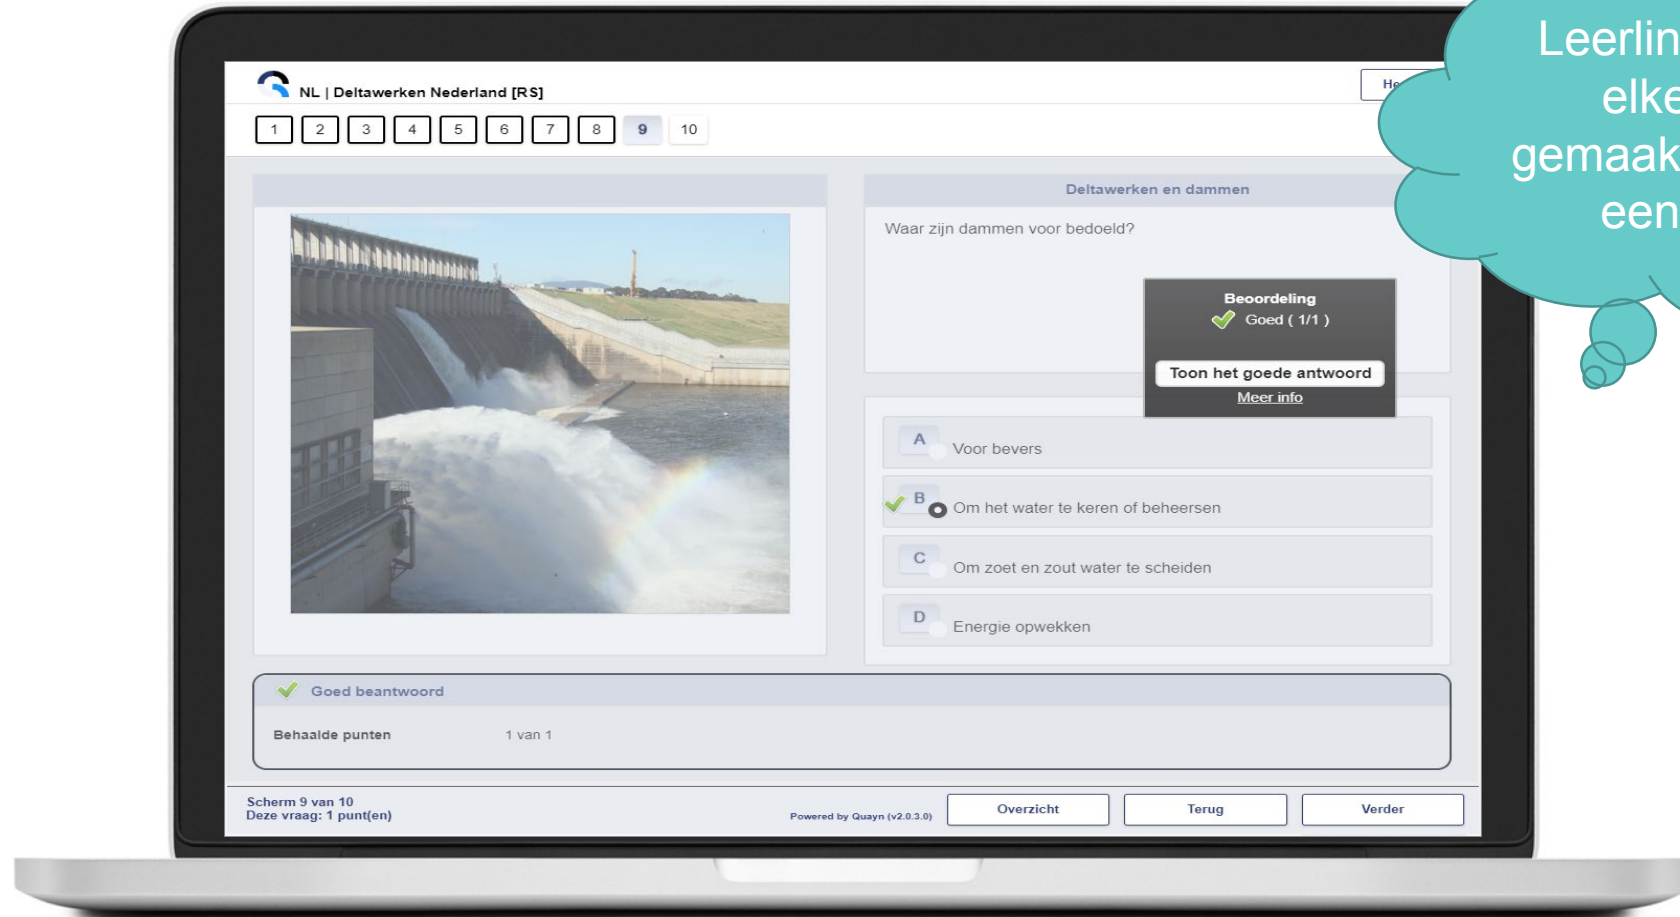 NL | Deltawerken Nederland [RS]
1 2 3 4 5 6 7 8 9 10
Deltawerken en dammen
Waar zijn dammen voor bedoeld?
Beoordeling
Goed ( 1/1 )
Toon het goede antwoord
Meer info
A Voor bevers
B Om het water te keren of beheersen
C Om zoet en zout water te scheiden
D Energie opwekken
Goed beantwoord
Behaalde punten 1 van 1
Scherm 9 van 10
Deze vraag: 1 punt(en)
Powered by Quayn (v2.0.3.0)
Overzicht
Terug
Verder
elke
een